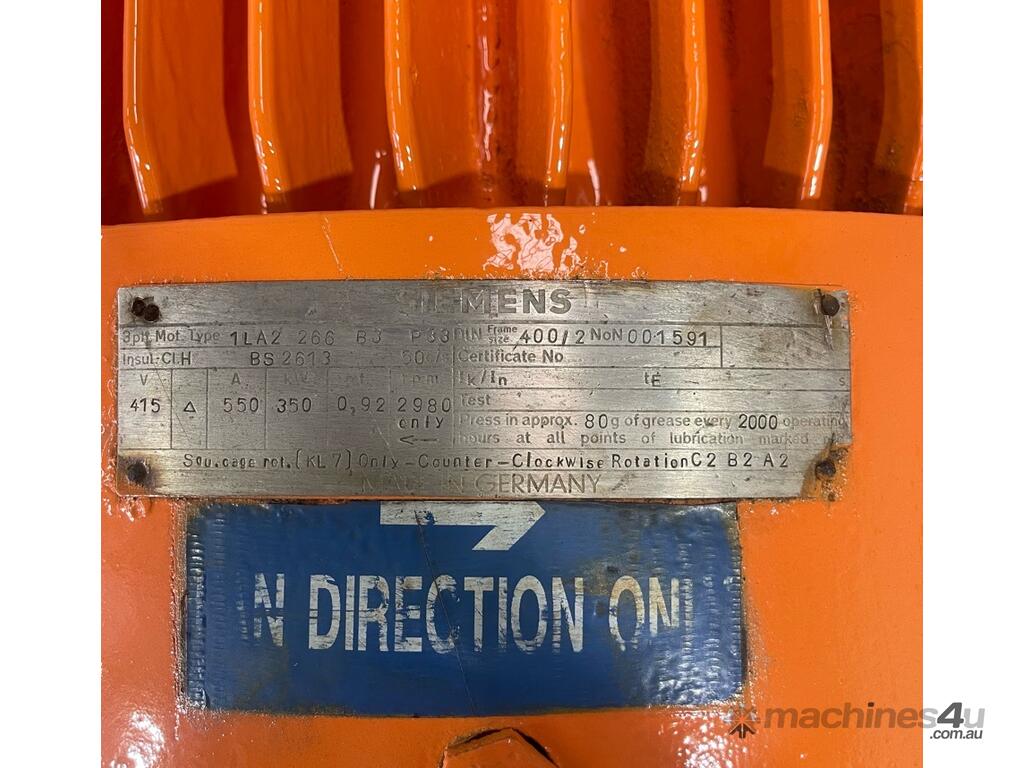 SIEMENS
3ph. Mot. Type 1LA2 266 B3 P33 DIN Frame size 400/2 No N 001591
Insul-Cl. H BS 2613 50 c/s Certificate No
V A kW rpm Ik/In tE s
415 △ 550 350 0,92 2980 Test
only Press in approx. 80 g of grease every 2000 operating
← hours at all points of lubrication marked
Squ. cage rot. (KL 7) Only-Counter-Clockwise Rotation C2 B2 A2
MADE IN GERMANY
→
DIRECTION
machines4u
.com.au